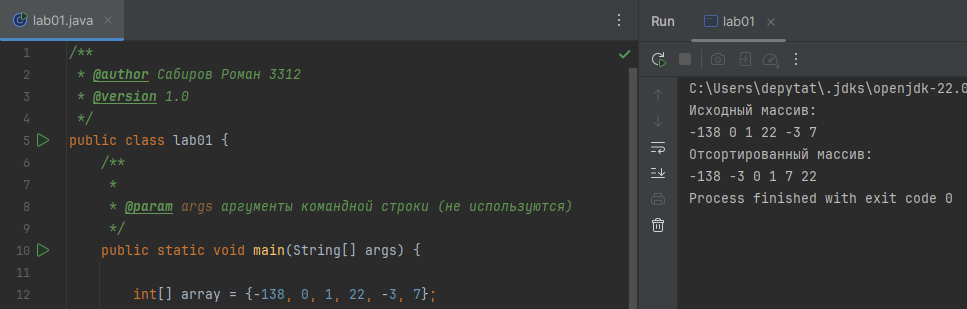 lab01.java
1 /**
2 * @author Сабиров Роман 3312
3 * @version 1.0
4 */
5 public class lab01 {
6 /**
7 *
8 * @param args аргументы командной строки (не используются)
9 */
10 public static void main(String[] args) {
11
12 int[] array = {-138, 0, 1, 22, -3, 7};
Run lab01
C:\Users\depytat\.jdks\openjdk-22.0
Исходный массив:
-138 0 1 22 -3 7
Отсортированный массив:
-138 -3 0 1 7 22
Process finished with exit code 0